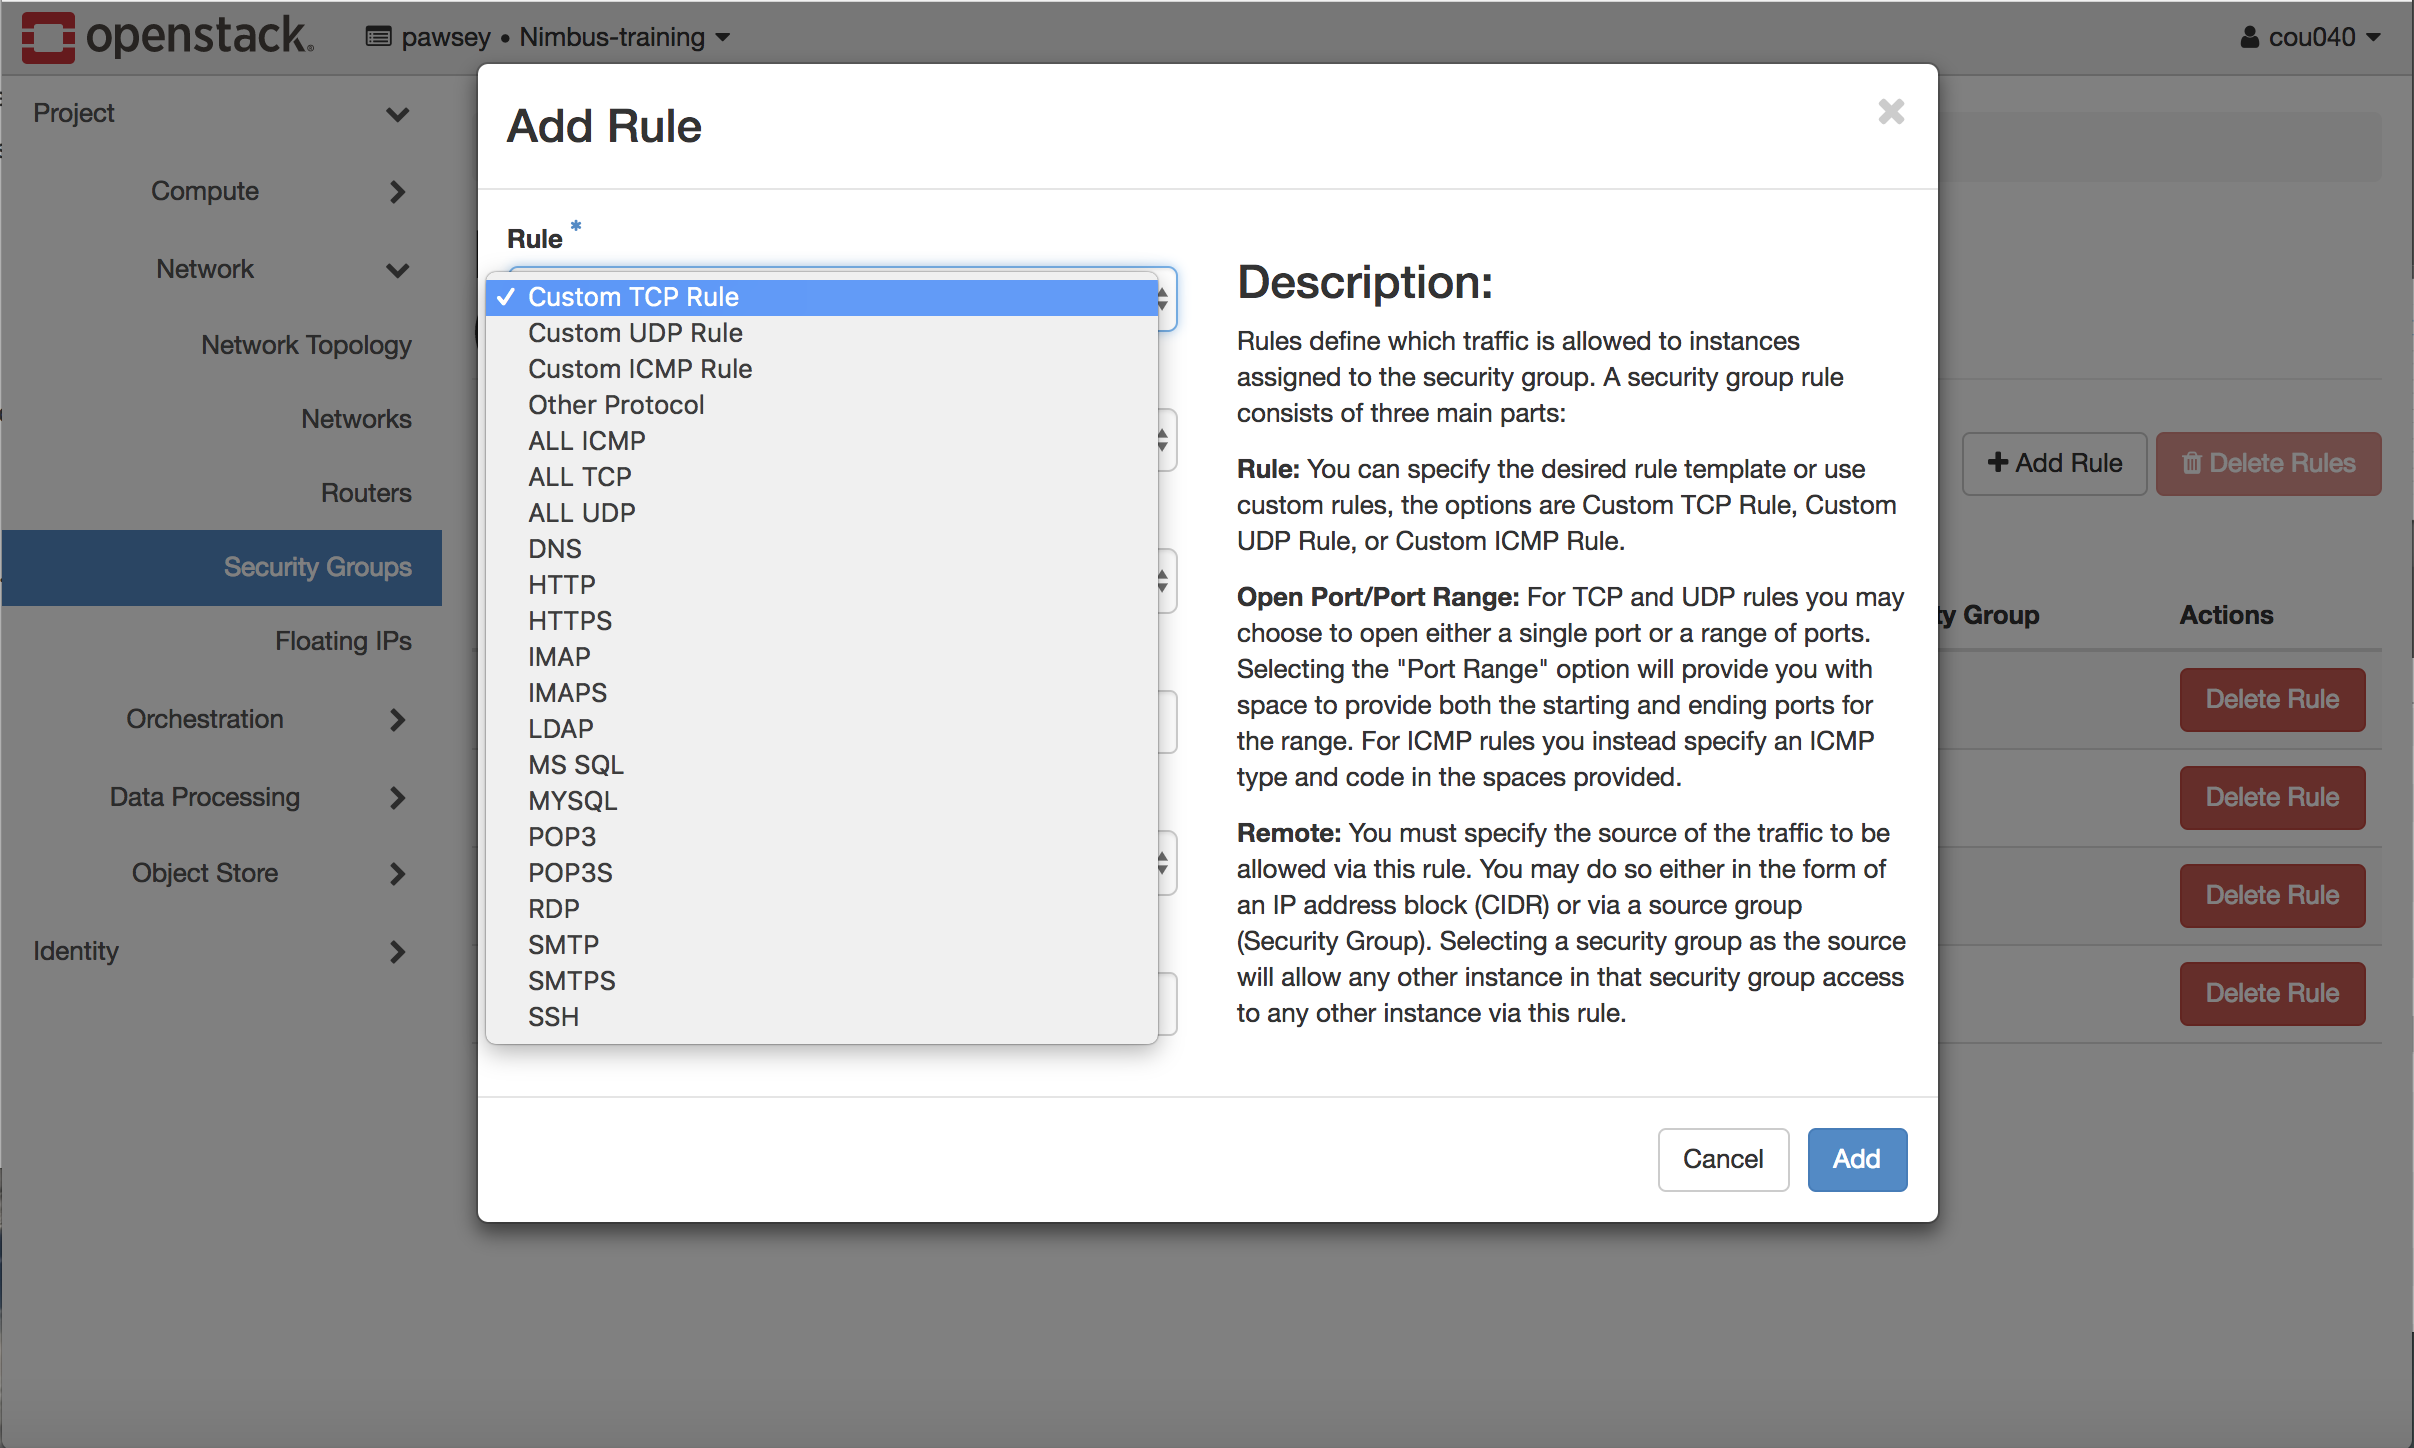 openstack.
pawsey • Nimbus-training
cou040
Project
Compute
Network
Network Topology
Networks
Routers
Security Groups
Floating IPs
Orchestration
Data Processing
Object Store
Identity
Add Rule
Rule *
Custom TCP Rule
Custom UDP Rule
Custom ICMP Rule
Other Protocol
ALL ICMP
ALL TCP
ALL UDP
DNS
HTTP
HTTPS
IMAP
IMAPS
LDAP
MS SQL
MYSQL
POP3
POP3S
RDP
SMTP
SMTPS
SSH
Description:
Rules define which traffic is allowed to instances
assigned to the security group. A security group rule
consists of three main parts:
Rule: You can specify the desired rule template or use
custom rules, the options are Custom TCP Rule, Custom
UDP Rule, or Custom ICMP Rule.
Open Port/Port Range: For TCP and UDP rules you may
choose to open either a single port or a range of ports.
Selecting the "Port Range" option will provide you with
space to provide both the starting and ending ports for
the range. For ICMP rules you instead specify an ICMP
type and code in the spaces provided.
Remote: You must specify the source of the traffic to be
allowed via this rule. You may do so either in the form of
an IP address block (CIDR) or via a source group
(Security Group). Selecting a security group as the source
will allow any other instance in that security group access
to any other instance via this rule.
Cancel
Add
Add Rule
Delete Rules
ty Group
Actions
Delete Rule
Delete Rule
Delete Rule
Delete Rule